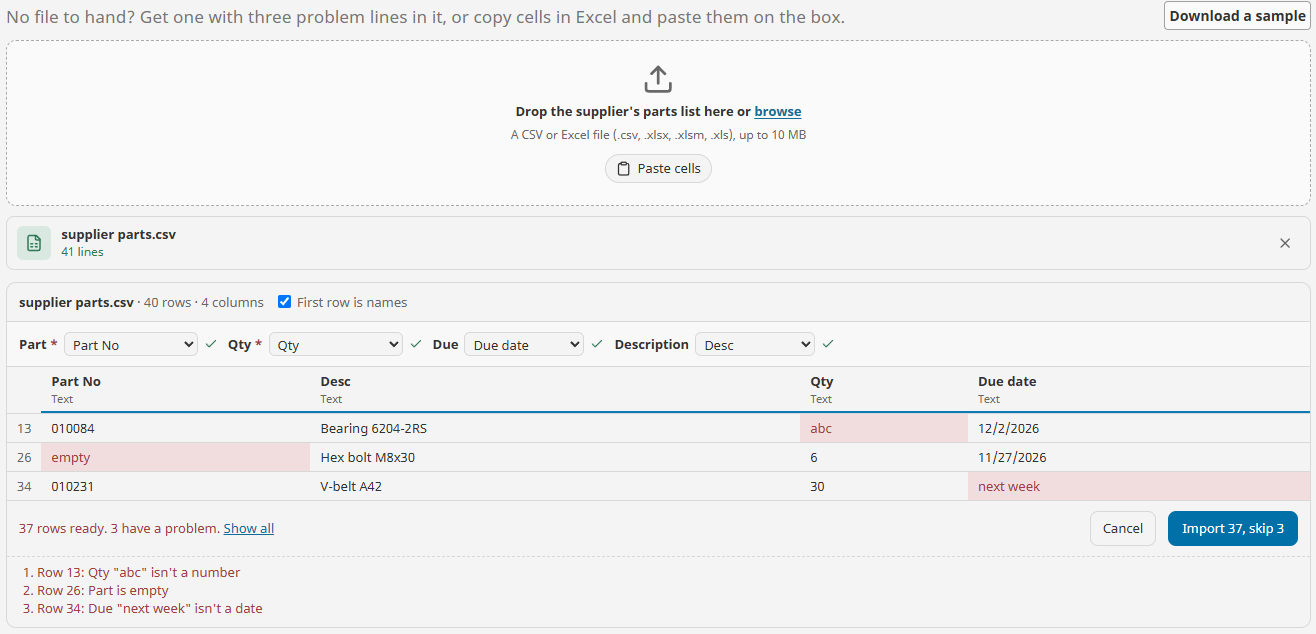 No file to hand? Get one with three problem lines in it, or copy cells in Excel and paste them on the box.
Download a sample
Drop the supplier's parts list here or browse
A CSV or Excel file (.csv, .xlsx, .xlsm, .xls), up to 10 MB
Paste cells
supplier parts.csv
41 lines
supplier parts.csv · 40 rows · 4 columns First row is names
Part * Part No Qty * Qty Due Due date Description Desc
Part No Desc Qty Due date
Text Text Text Text
13 010084 Bearing 6204-2RS abc 12/2/2026
26 empty Hex bolt M8x30 6 11/27/2026
34 010231 V-belt A42 30 next week
37 rows ready. 3 have a problem. Show all Cancel Import 37, skip 3
1. Row 13: Qty "abc" isn't a number
2. Row 26: Part is empty
3. Row 34: Due "next week" isn't a date